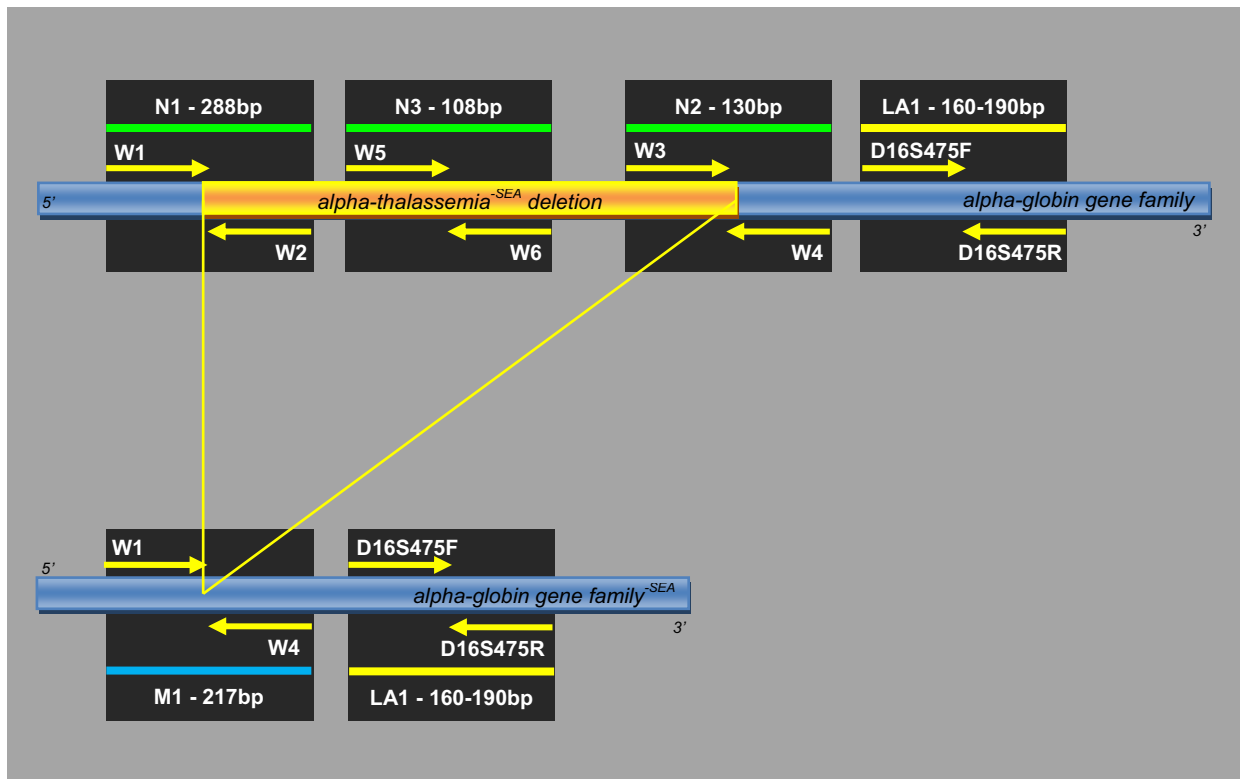 N1 - 288bp
N3 - 108bp
N2 - 130bp
LA1 - 160-190bp
W1
W5
W3
D16S475F
5’
alpha-thalassemia-SEA deletion
alpha-globin gene family
3’
W2
W6
W4
D16S475R
W1
D16S475F
5’
alpha-globin gene family-SEA
3’
W4
D16S475R
M1 - 217bp
LA1 - 160-190bp